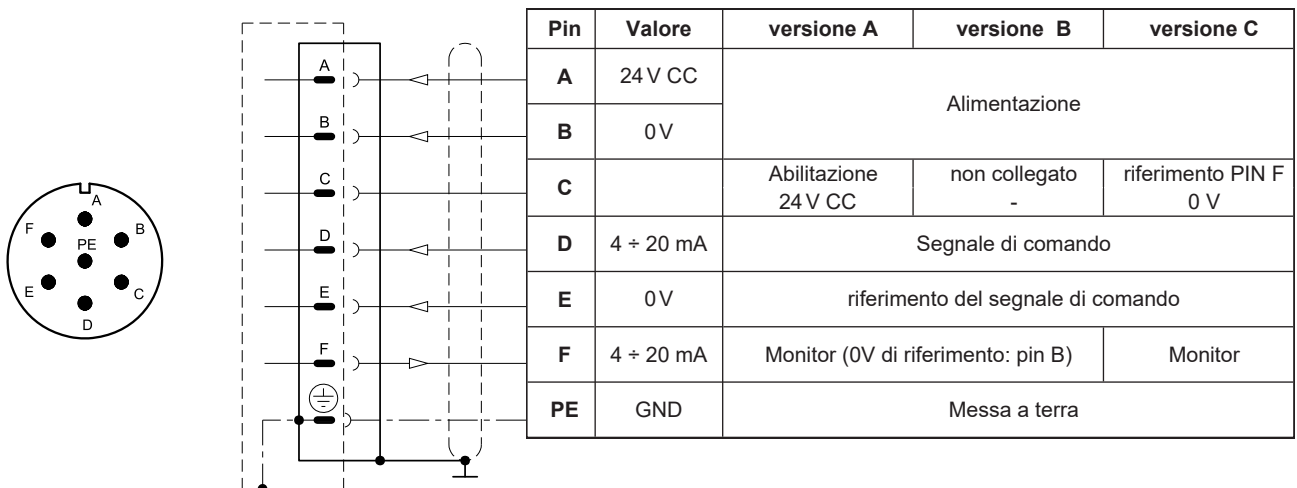 A
B
C
D
E
F
PE
A
B
C
D
E
F
Pin Valore versione A versione B versione C
A 24 V CC Alimentazione
B 0 V
C Abilitazione 24 V CC non collegato - riferimento PIN F 0 V
D 4 ÷ 20 mA Segnale di comando
E 0 V riferimento del segnale di comando
F 4 ÷ 20 mA Monitor (0V di riferimento: pin B) Monitor
PE GND Messa a terra